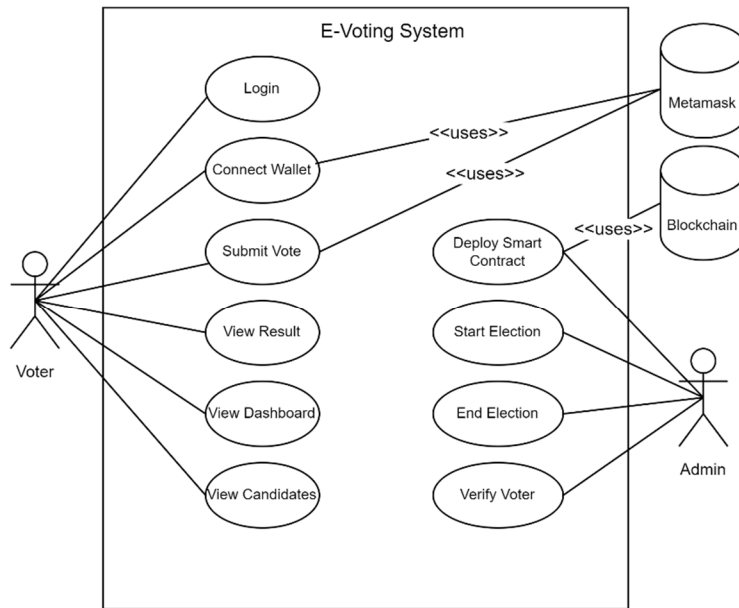 E-Voting System
Login
Metamask
<<uses>>
Connect Wallet
<<uses>>
Blockchain
<<uses>>
Submit Vote
Deploy Smart
Contract
View Result
Start Election
Voter
View Dashboard
End Election
Admin
View Candidates
Verify Voter